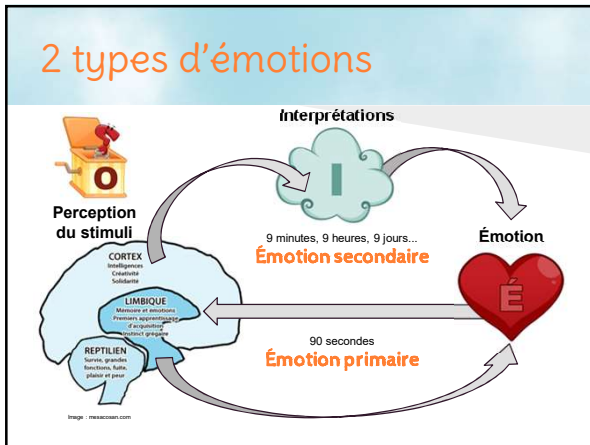 2 types d'émotions
Interprétations
I
O
Perception
du stimuli
9 minutes, 9 heures, 9 jours...
Émotion secondaire
Émotion
É
CORTEX
Intelligences
Créativité
Solidarité
LIMBIQUE
Mémoire et émotions
Premiers apprentissage
d'acquisition
Instinct grégaire
REPTILIEN
Survie, grandes
fonctions, fuite,
plaisir et peur
90 secondes
Émotion primaire
Image : mesacosan.com